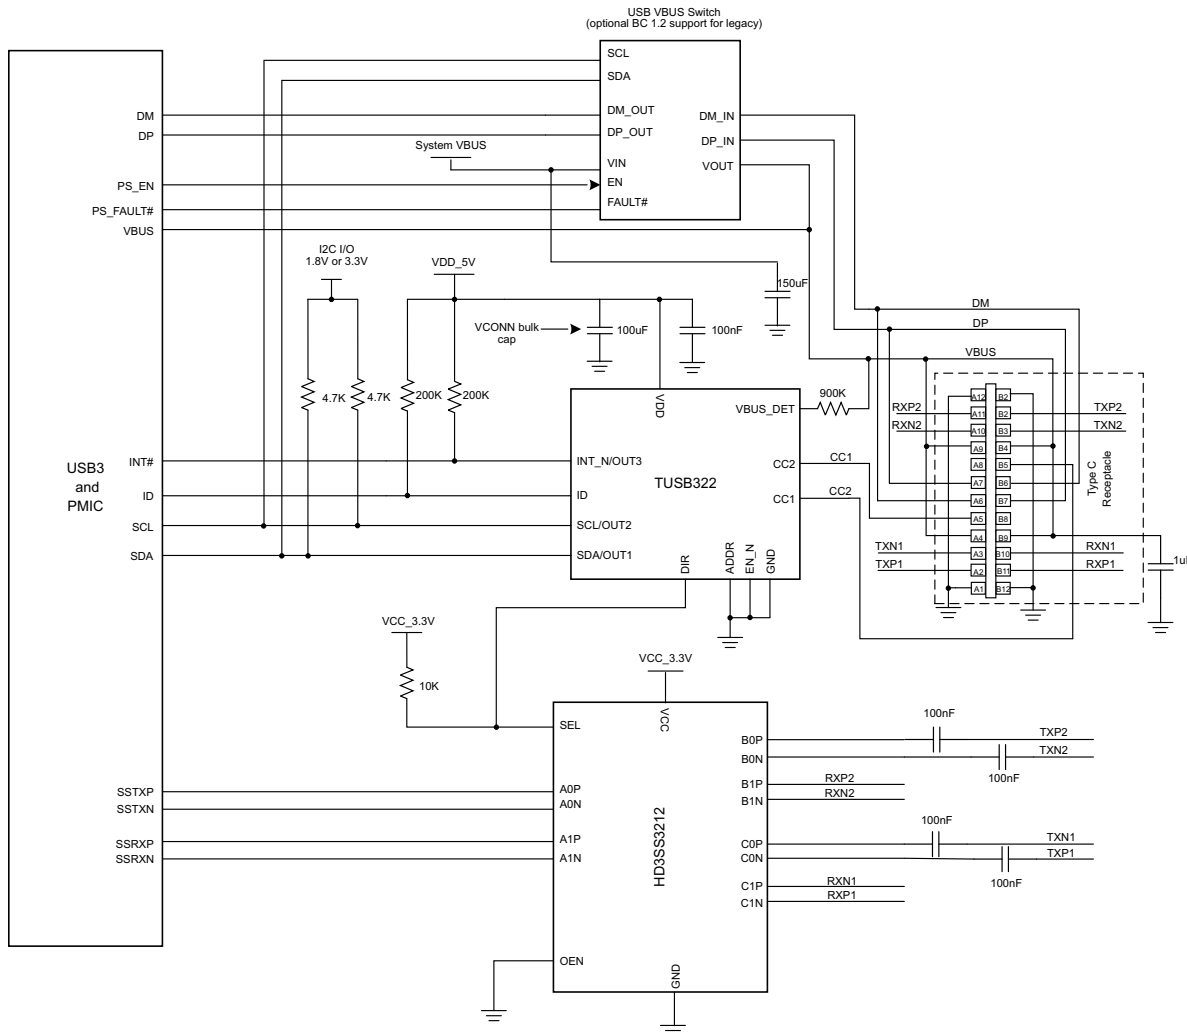 USB VBUS Switch
(optional BC 1.2 support for legacy)
SCL
SDA
DM_OUT
DP_OUT
VIN
EN
FAULT#
DM_IN
DP_IN
VOUT
System VBUS
DM
DP
PS_EN
PS_FAULT#
VBUS
I2C I/O
1.8V or 3.3V
VDD_5V
VCONN bulk
cap
100uF
100nF
150uF
4.7K
4.7K
200K
200K
900K
DM
DP
VBUS
USB3
and
PMIC
INT#
ID
SCL
SDA
VDD
VBUS_DET
INT_N/OUT3
ID
SCL/OUT2
SDA/OUT1
TUSB322
CC2
CC1
DIR
ADDR
EN_N
GND
CC1
CC2
RXP2
RXN2
TXN1
TXP1
A12
A11
A10
A9
A8
A7
A6
A5
A4
A3
A2
A1
B2
B2
B3
B4
B5
B6
B7
B8
B9
B10
B11
B12
TXP2
TXN2
RXN1
RXP1
Type C
Receptacle
1uF
VCC_3.3V
10K
VCC_3.3V
VCC
SEL
A0P
A0N
A1P
A1N
OEN
HD3SS3212
GND
B0P
B0N
B1P
B1N
C0P
C0N
C1P
C1N
SSTXP
SSTXN
SSRXP
SSRXN
100nF
TXP2
TXN2
100nF
RXP2
RXN2
100nF
TXN1
TXP1
100nF
RXN1
RXP1